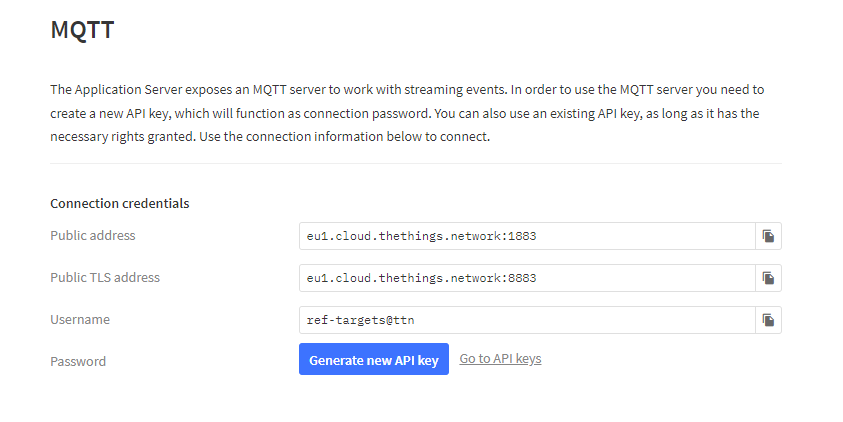 MQTT
The Application Server exposes an MQTT server to work with streaming events. In order to use the MQTT server you need to
create a new API key, which will function as connection password. You can also use an existing API key, as long as it has the
necessary rights granted. Use the connection information below to connect.
Connection credentials
Public address
eu1.cloud.thethings.network:1883
Public TLS address
eu1.cloud.thethings.network:8883
Username
ref-targets@ttn
Password
Generate new API key
Go to API keys